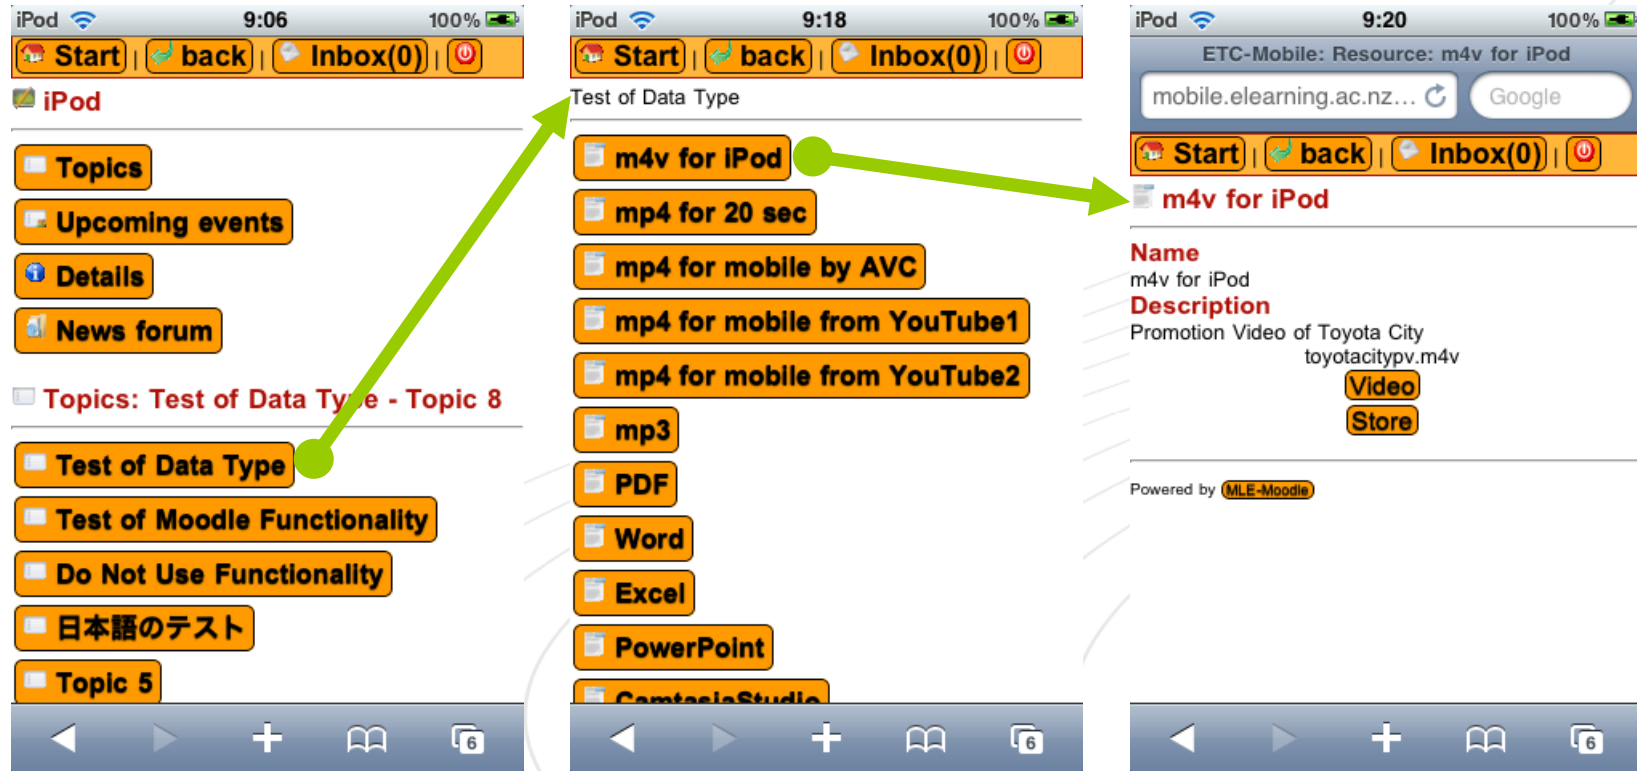 iPod 9:06 100%
Start | back | Inbox(0) |
iPod
Topics
Upcoming events
Details
News forum
Topics: Test of Data Type - Topic 8
Test of Data Type
Test of Moodle Functionality
Do Not Use Functionality
日本語のテスト
Topic 5
6
iPod 9:18 100%
Start | back | Inbox(0) |
Test of Data Type
m4v for iPod
mp4 for 20 sec
mp4 for mobile by AVC
mp4 for mobile from YouTube1
mp4 for mobile from YouTube2
mp3
PDF
Word
Excel
PowerPoint
CamtasiaStudio
6
iPod 9:20 100%
ETC-Mobile: Resource: m4v for iPod
mobile.elearning.ac.nz... Google
Start | back | Inbox(0) |
m4v for iPod
Name
m4v for iPod
Description
Promotion Video of Toyota City
toyotacitypv.m4v
Video
Store
Powered by MLE-Moodle
6